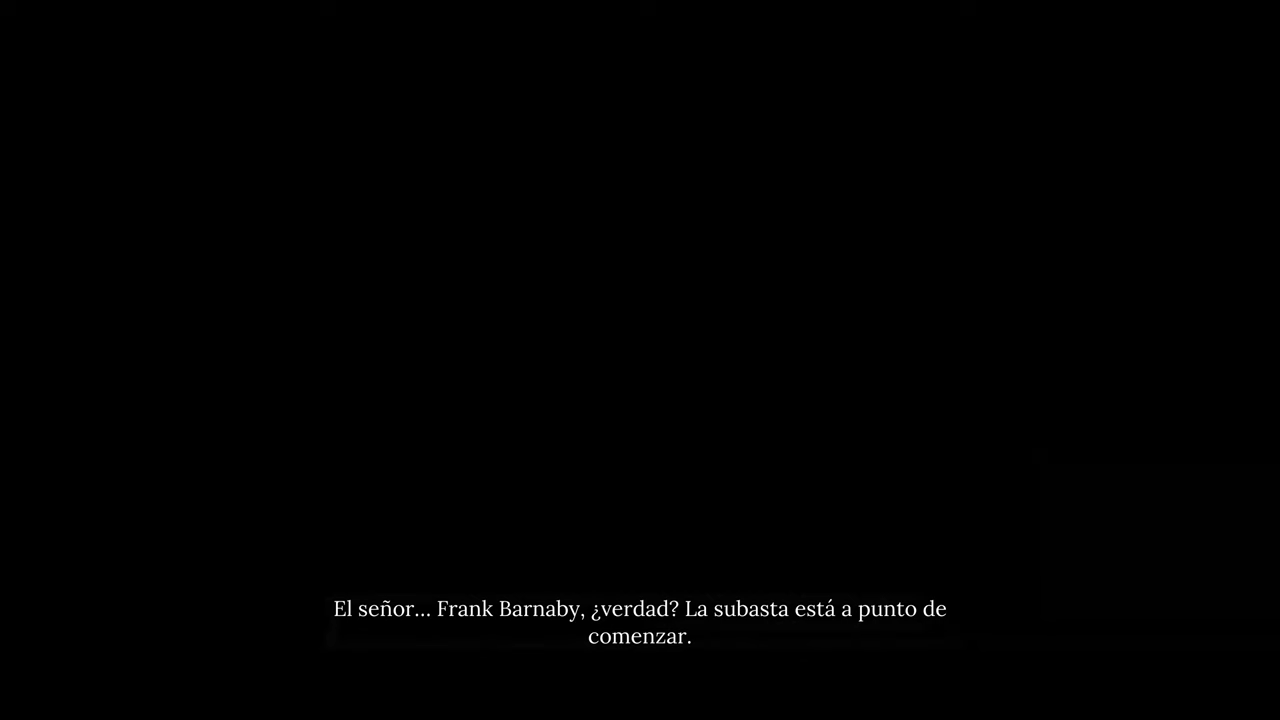 El señor... Frank Barnaby, ¿verdad? La subasta está a punto de
comenzar.